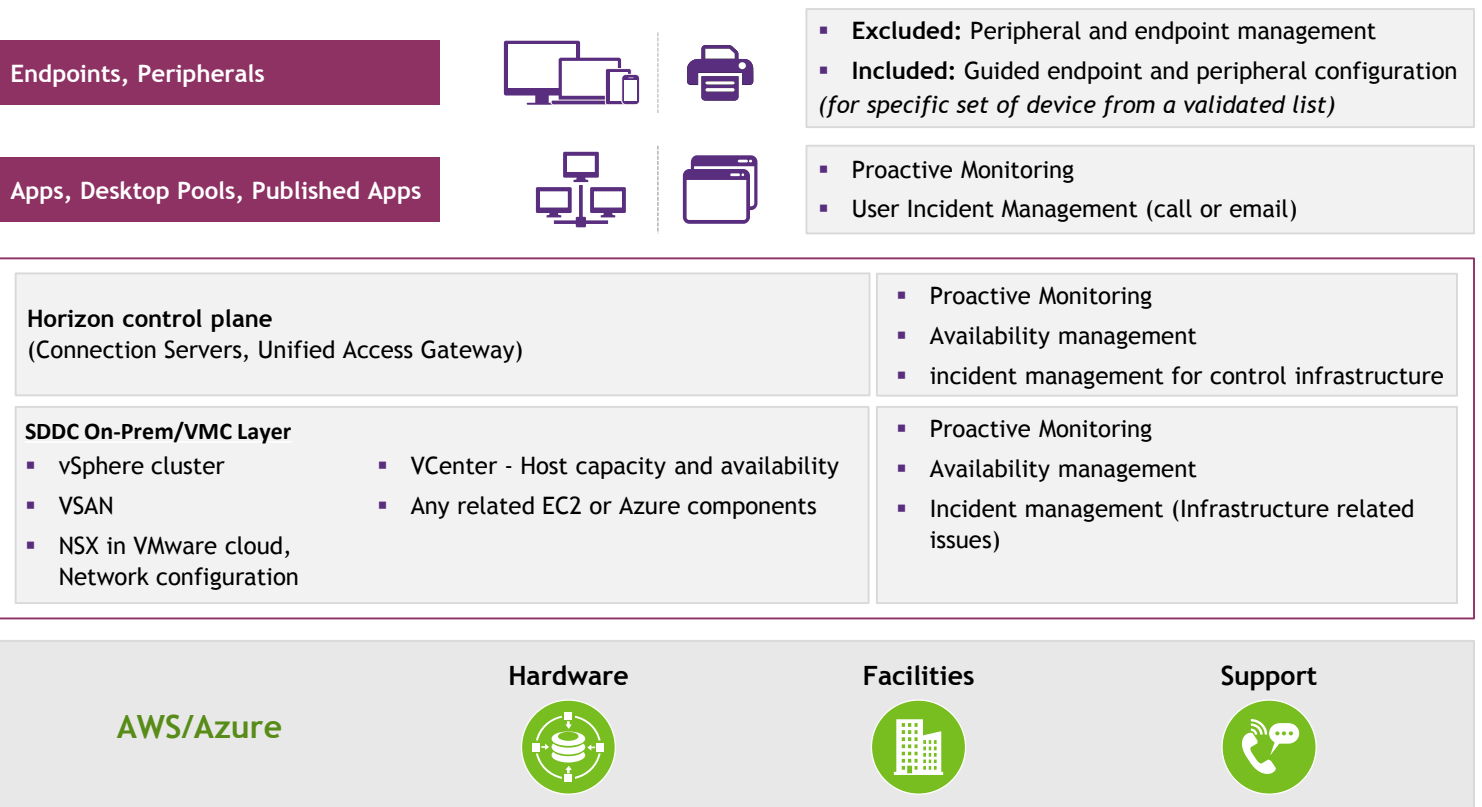 Endpoints, Peripherals
▪ Excluded: Peripheral and endpoint management
▪ Included: Guided endpoint and peripheral configuration
(for specific set of device from a validated list)
Apps, Desktop Pools, Published Apps
▪ Proactive Monitoring
▪ User Incident Management (call or email)
Horizon control plane
(Connection Servers, Unified Access Gateway)
▪ Proactive Monitoring
▪ Availability management
▪ incident management for control infrastructure
SDDC On-Prem/VMC Layer
▪ vSphere cluster
▪ VSAN
▪ NSX in VMware cloud,
Network configuration
▪ VCenter - Host capacity and availability
▪ Any related EC2 or Azure components
▪ Proactive Monitoring
▪ Availability management
▪ Incident management (Infrastructure related
issues)
AWS/Azure
Hardware
Facilities
Support